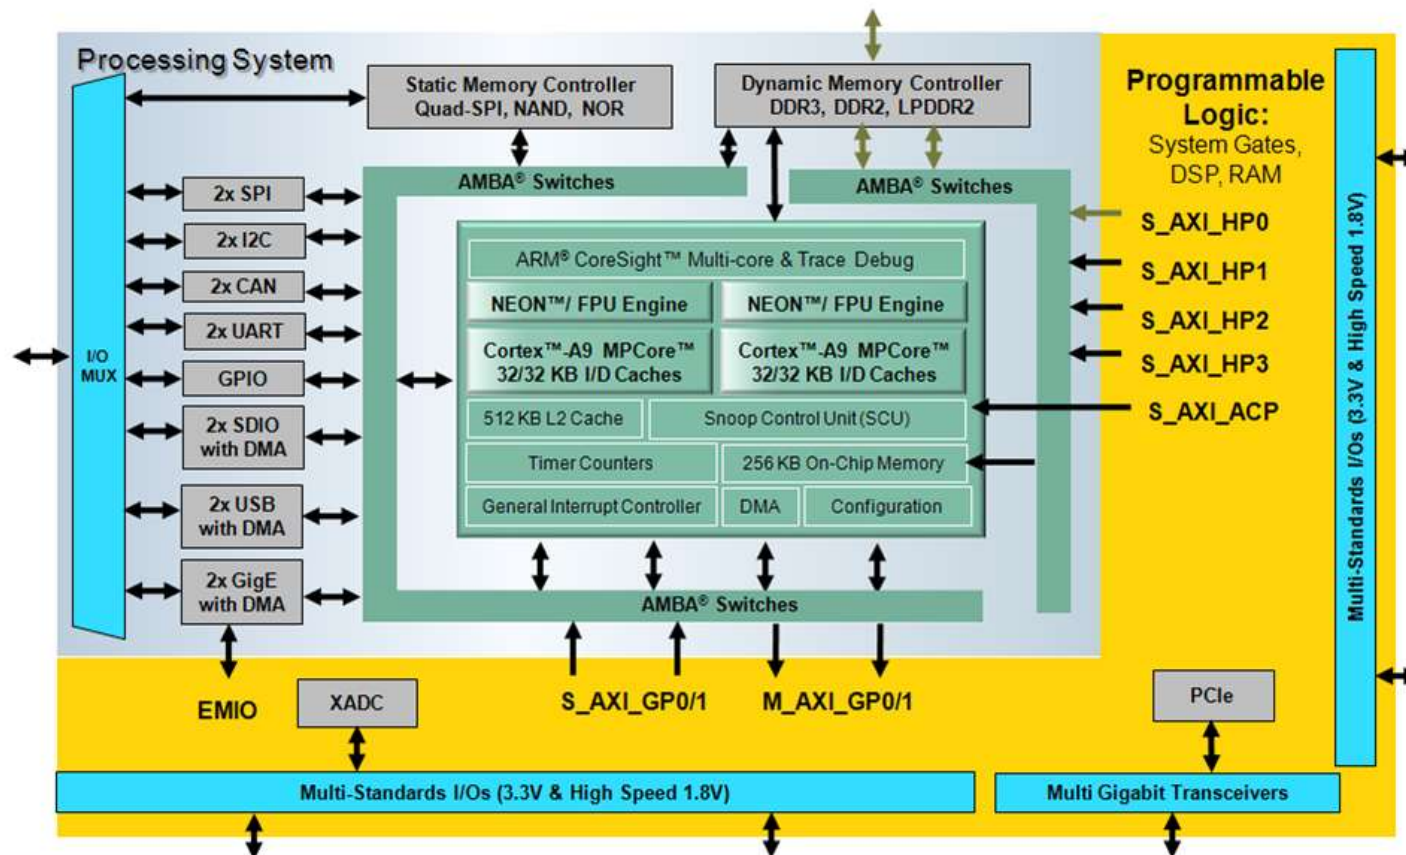 Processing System
Static Memory Controller
Quad-SPI, NAND, NOR
Dynamic Memory Controller
DDR3, DDR2, LPDDR2
Programmable
Logic:
System Gates,
DSP, RAM
AMBA® Switches
AMBA® Switches
I/O
MUX
2x SPI
2x I2C
2x CAN
2x UART
GPIO
2x SDIO
with DMA
2x USB
with DMA
2x GigE
with DMA
ARM® CoreSight™ Multi-core & Trace Debug
NEON™/ FPU Engine
NEON™/ FPU Engine
Cortex™-A9 MPCore™
32/32 KB I/D Caches
Cortex™-A9 MPCore™
32/32 KB I/D Caches
512 KB L2 Cache
Snoop Control Unit (SCU)
Timer Counters
256 KB On-Chip Memory
General Interrupt Controller
DMA
Configuration
AMBA® Switches
S_AXI_HP0
S_AXI_HP1
S_AXI_HP2
S_AXI_HP3
S_AXI_ACP
Multi-Standards I/Os (3.3V & High Speed 1.8V)
EMIO
XADC
S_AXI_GP0/1
M_AXI_GP0/1
PCIe
Multi-Standards I/Os (3.3V & High Speed 1.8V)
Multi Gigabit Transceivers